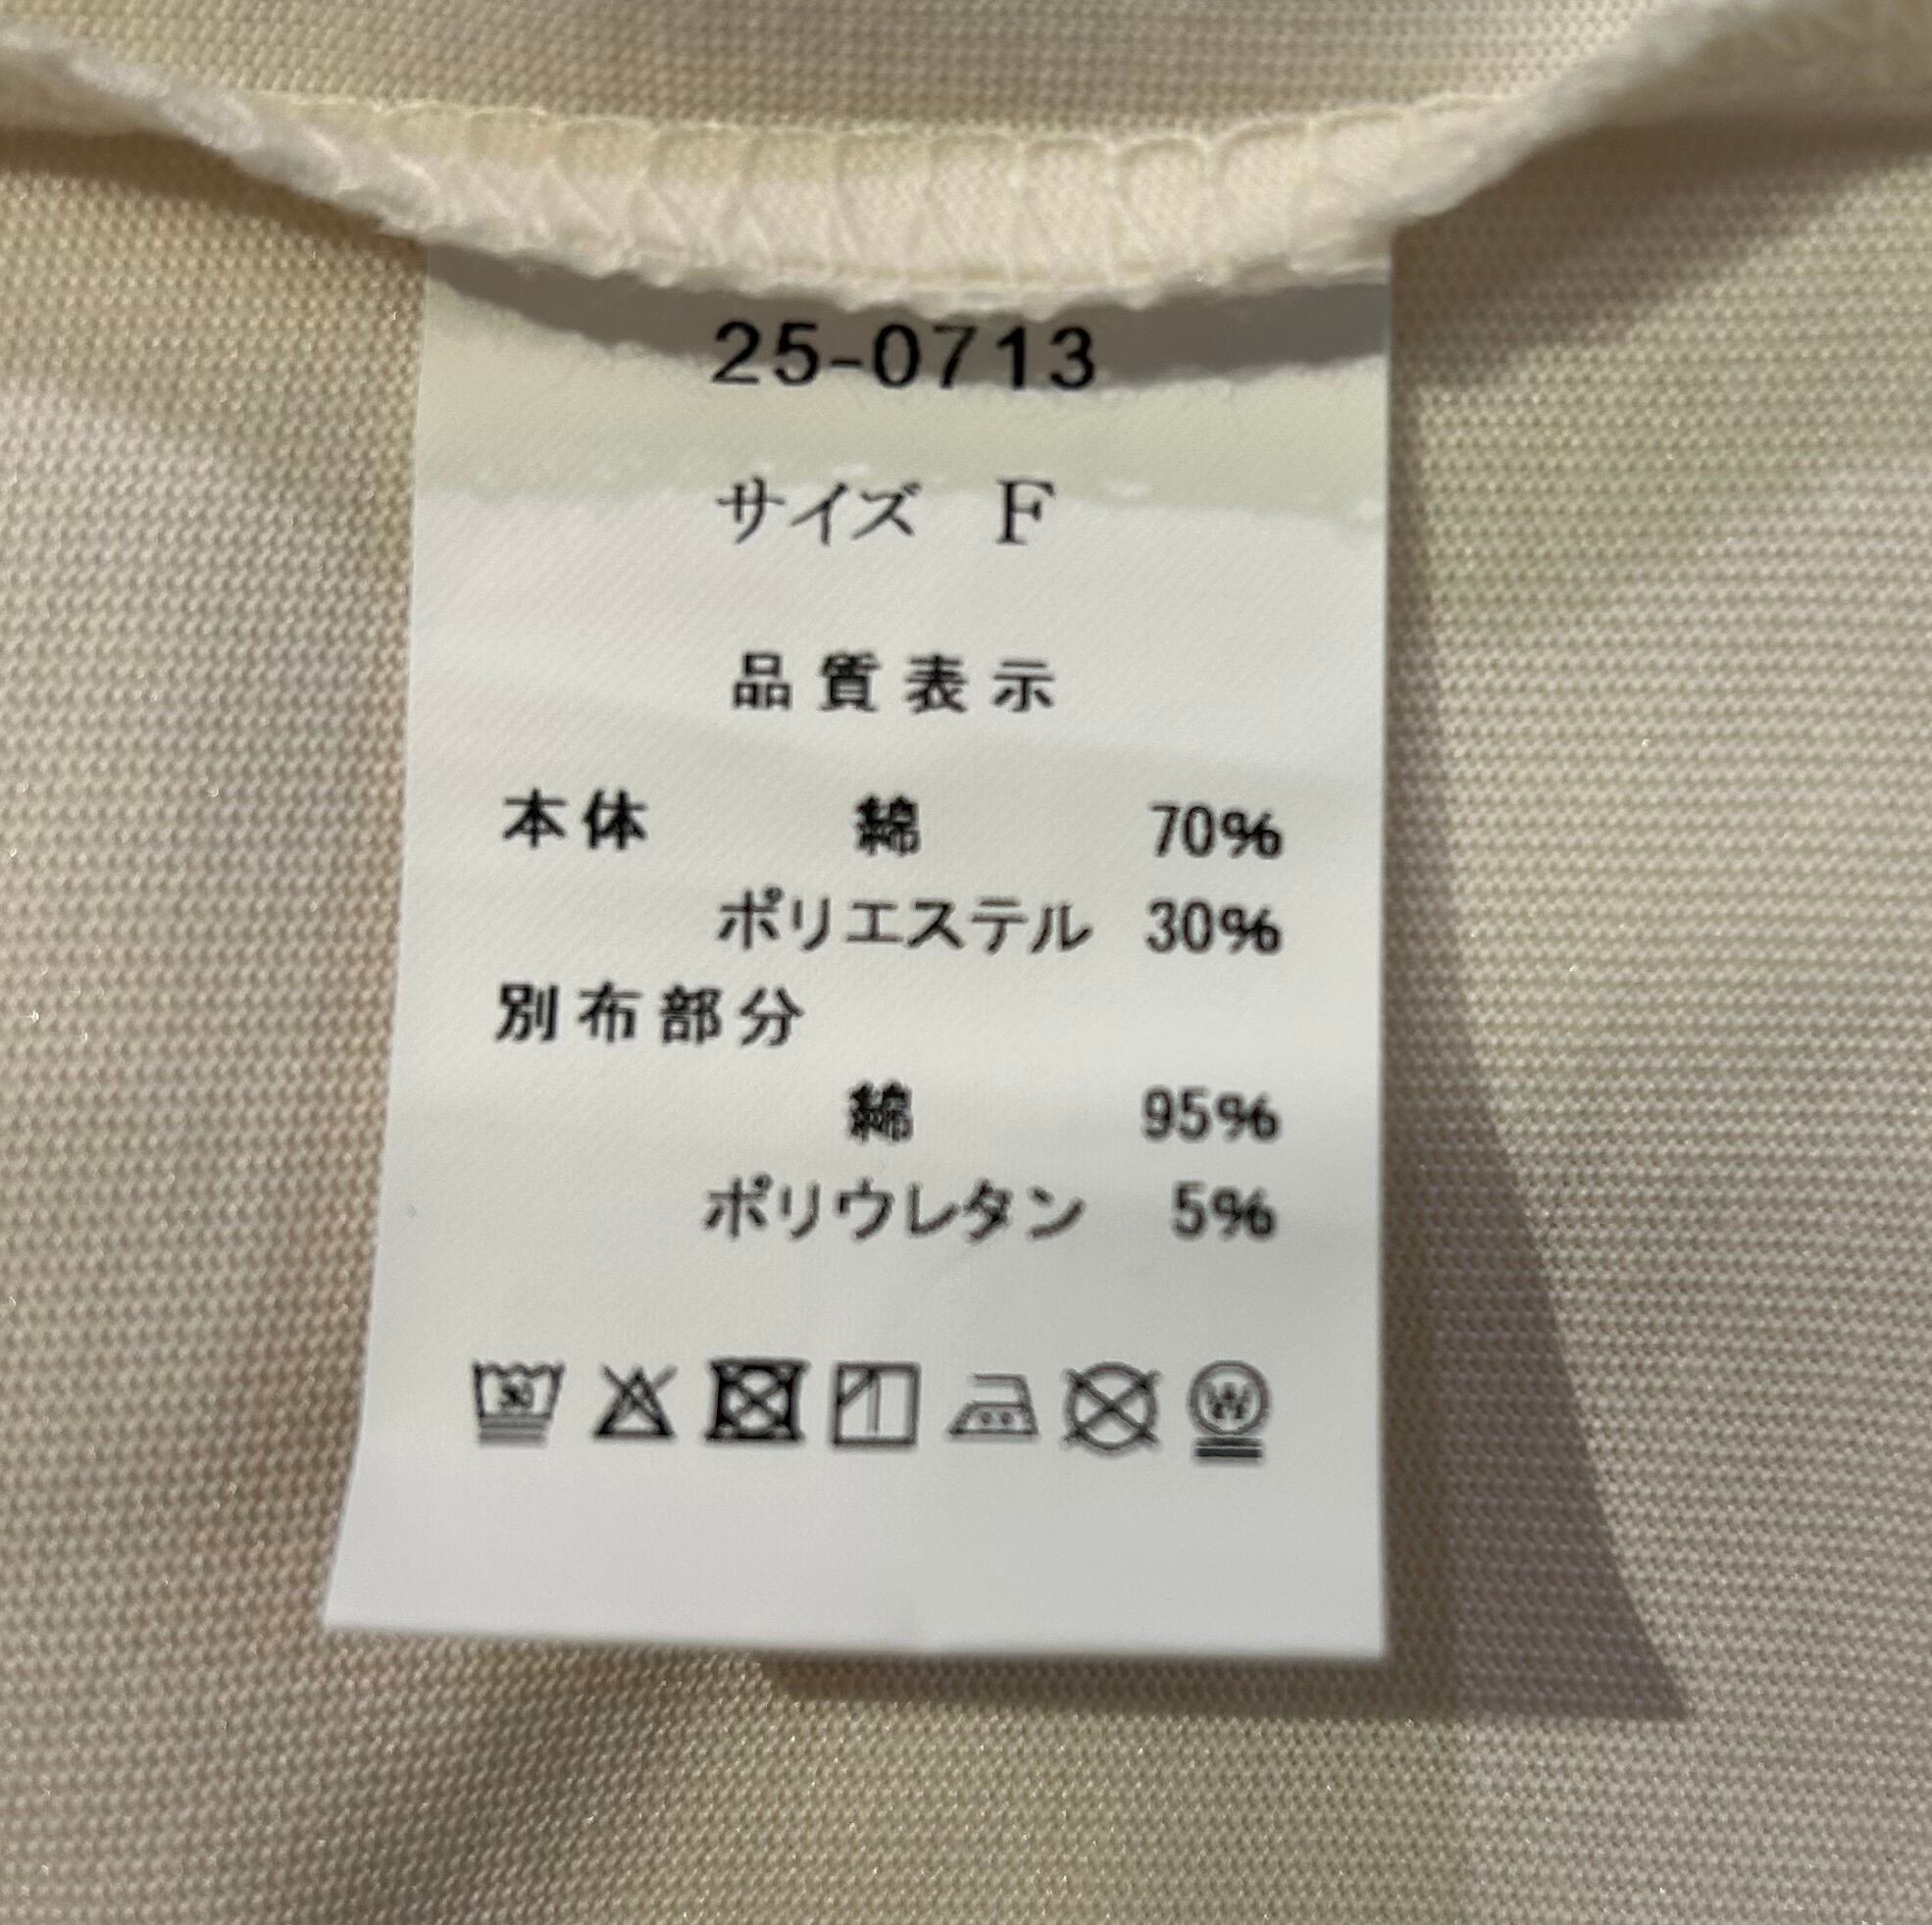 25-0713
サイズ F
品質表示
本体 綿 70%
ポリエステル 30%
別布部分
綿 95%
ポリウレタン 5%
30 W